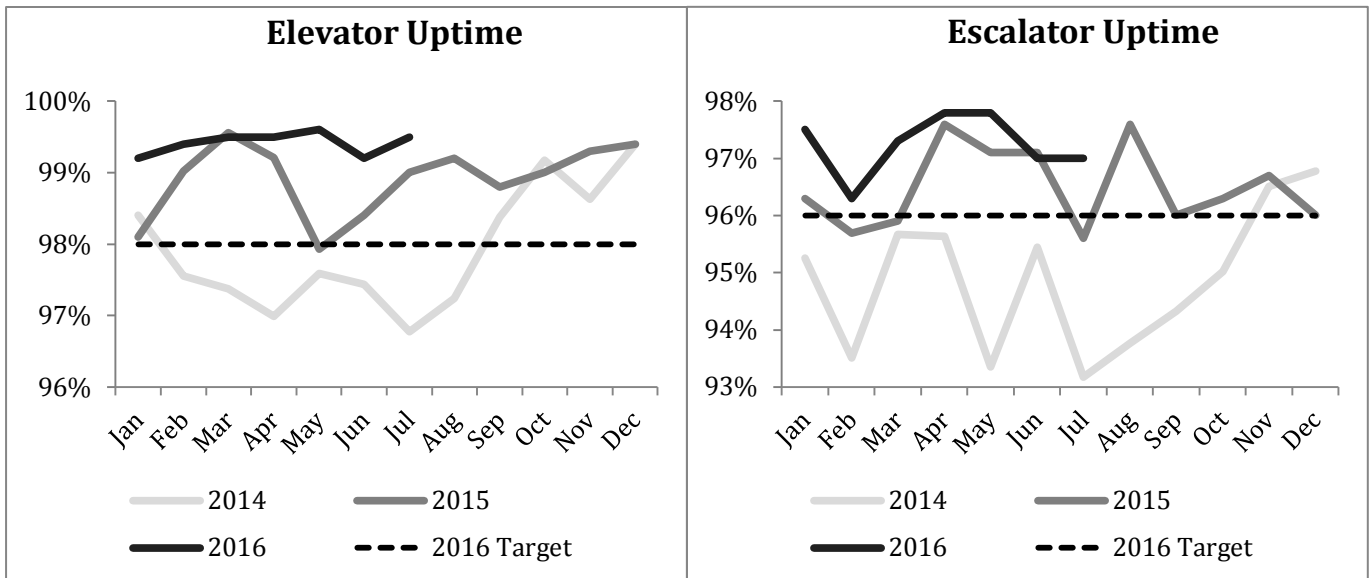 Elevator Uptime
100%
99%
98%
97%
96%
Jan Feb Mar Apr May Jun Jul Aug Sep Oct Nov Dec
2014 2015
2016 2016 Target
Escalator Uptime
98%
97%
96%
95%
94%
93%
Jan Feb Mar Apr May Jun Jul Aug Sep Oct Nov Dec
2014 2015
2016 2016 Target